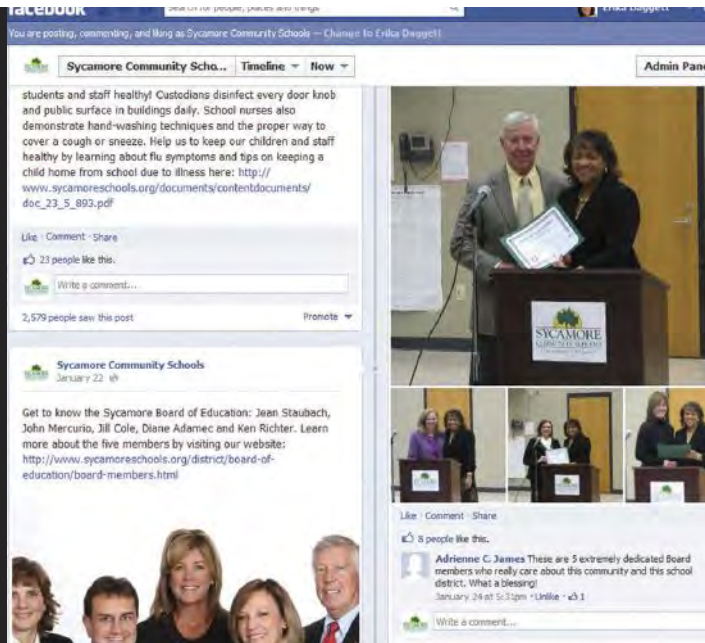 facebook
Search for people, places and things
Erika Daggett
You are posting, commenting, and liking as Sycamore Community Schools — Change to Erika Daggett
Sycamore Community Scho...
Timeline
Now
Admin Pane
students and staff healthy! Custodians disinfect every door knob
and public surface in buildings daily. School nurses also
demonstrate hand-washing techniques and the proper way to
cover a cough or sneeze. Help us to keep our children and staff
healthy by learning about flu symptoms and tips on keeping a
child home from school due to illness here: http://
www.sycamoreschools.org/documents/contentdocuments/
doc_23_5_893.pdf
Like · Comment · Share
23 people like this.
Write a comment...
2,579 people saw this post
Promote
Sycamore Community Schools
January 22
Get to know the Sycamore Board of Education: Jean Staubach,
John Mercurio, Jill Cole, Diane Adamec and Ken Richter. Learn
more about the five members by visiting our website:
http://www.sycamoreschools.org/district/board-of-
education/board-members.html
SYCAMORE
Like · Comment · Share
8 people like this.
Adrienne C. James These are 5 extremely dedicated Board
members who really care about this community and this school
district. What a blessing!
January 24 at 5:31pm · Unlike · 1
Write a comment...